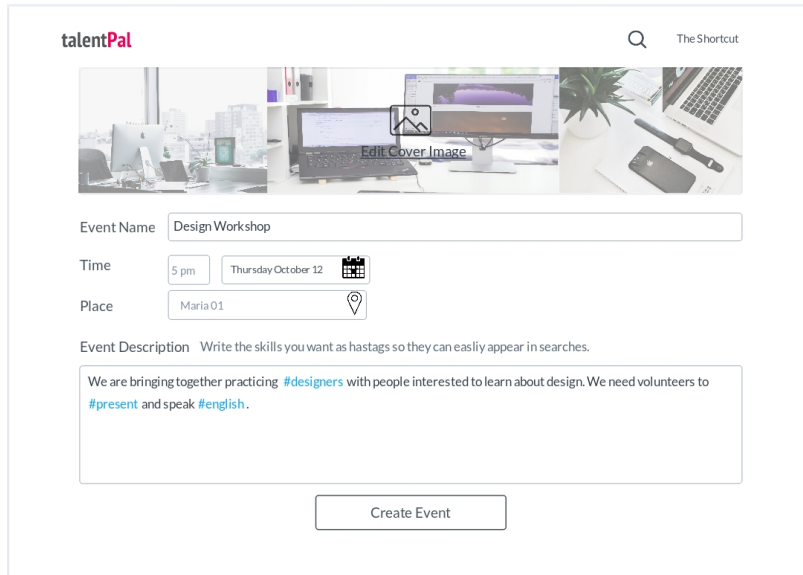 talentPal
The Shortcut
Edit Cover Image
Event Name Design Workshop
Time 5 pm Thursday October 12
Place Maria 01
Event Description Write the skills you want as hastags so they can easliy appear in searches.
We are bringing together practicing #designers with people interested to learn about design. We need volunteers to
#present and speak #english .
Create Event